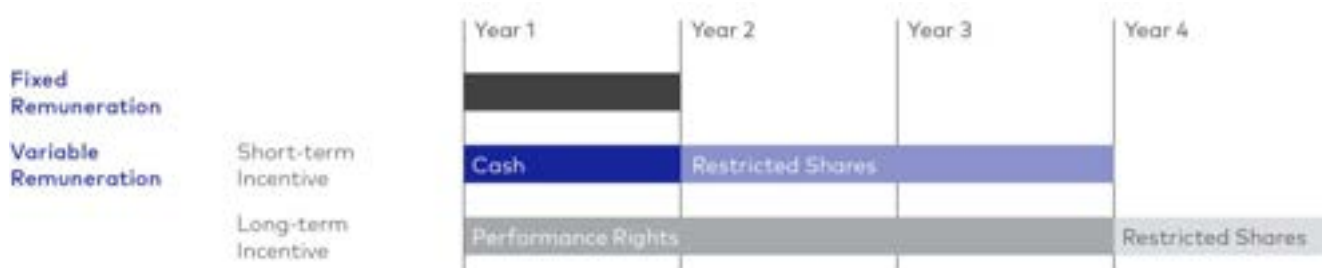 Year 1 Year 2 Year 3 Year 4
Fixed
Remuneration
Variable
Remuneration
Short-term
Incentive
Cash
Restricted Shares
Long-term
Incentive
Performance Rights
Restricted Shares